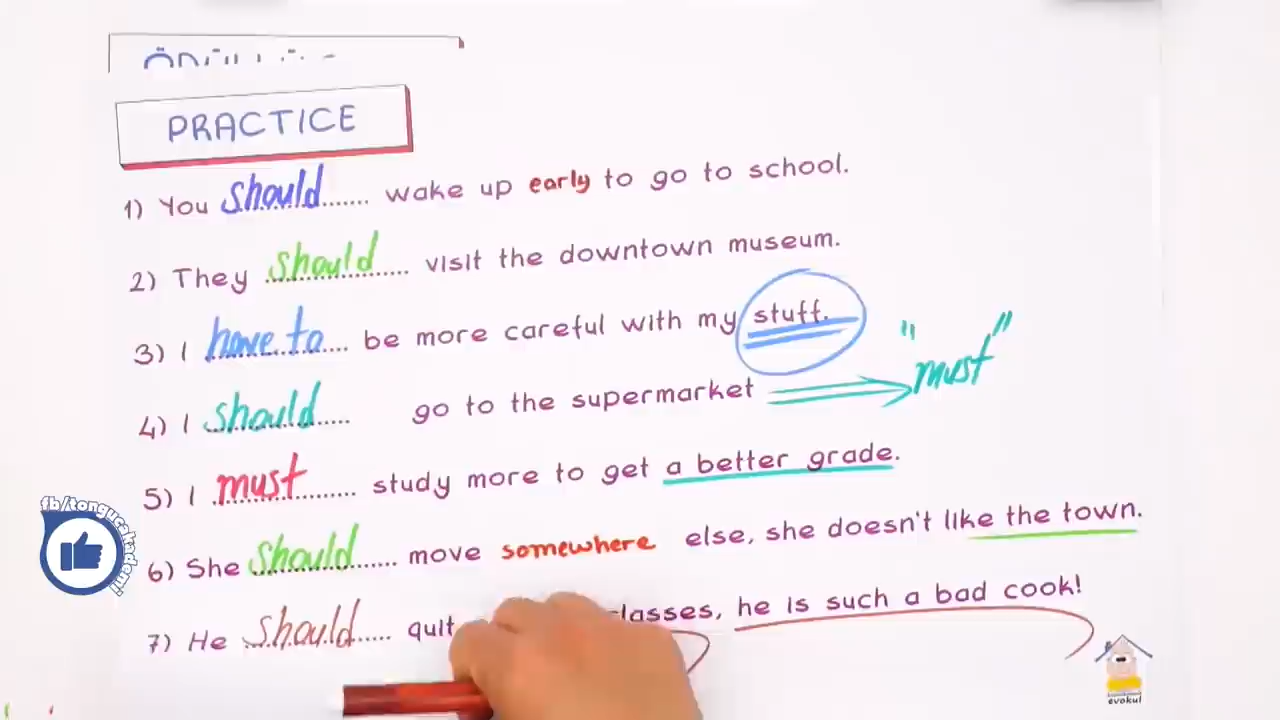 PRACTICE
1) You should wake up early to go to school.
2) They should visit the downtown museum.
3) I have to be more careful with my stuff.
4) I should go to the supermarket "must"
5) I must study more to get a better grade.
6) She should move somewhere else, she doesn't like the town.
7) He should quit classes, he is such a bad cook!
fb/tongucakademi
evokul